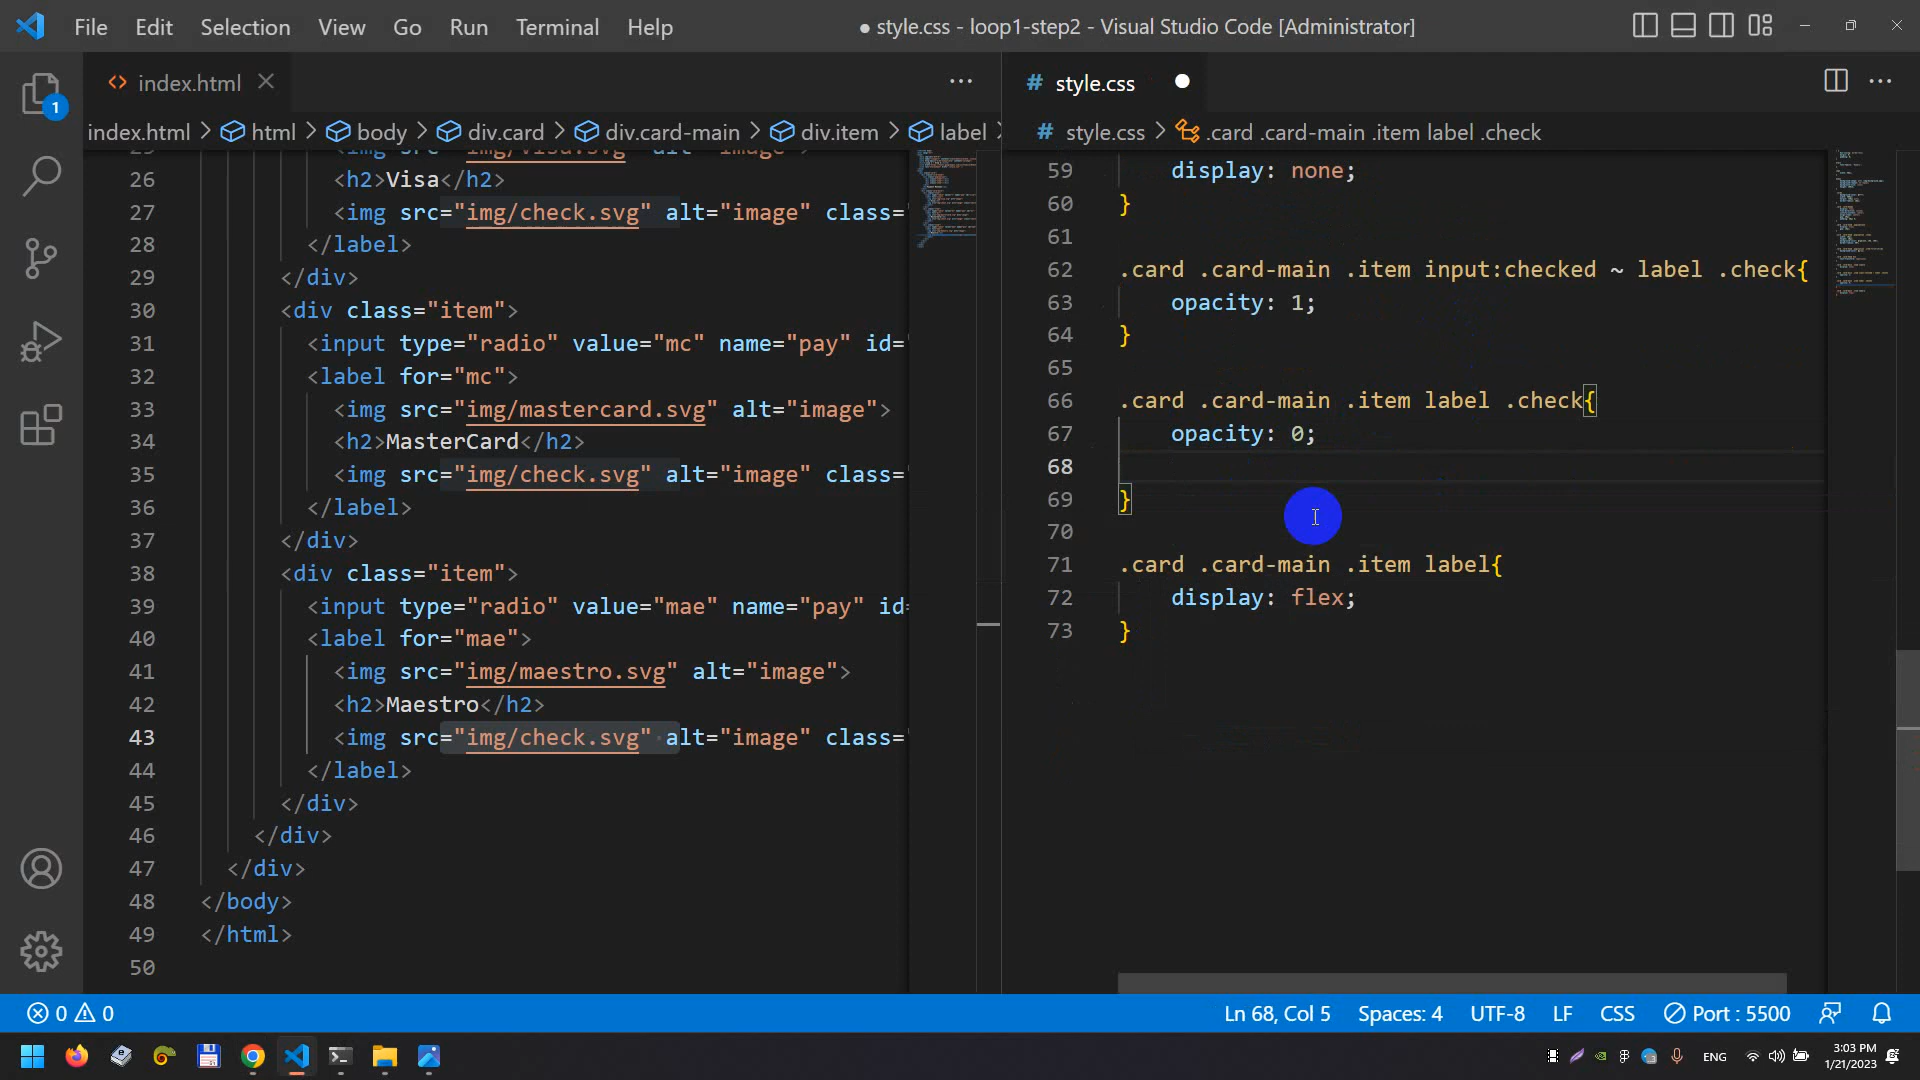 File Edit Selection View Go Run Terminal Help
● style.css - loop1-step2 - Visual Studio Code [Administrator]
1
<> index.html
index.html > html > body > div.card > div.card-main > div.item > label >
26 <h2>Visa</h2>
27 <img src="img/check.svg" alt="image" class="
28 </label>
29 </div>
30 <div class="item">
31 <input type="radio" value="mc" name="pay" id=
32 <label for="mc">
33 <img src="img/mastercard.svg" alt="image">
34 <h2>MasterCard</h2>
35 <img src="img/check.svg" alt="image" class="
36 </label>
37 </div>
38 <div class="item">
39 <input type="radio" value="mae" name="pay" id=
40 <label for="mae">
41 <img src="img/maestro.svg" alt="image">
42 <h2>Maestro</h2>
43 <img src="img/check.svg" alt="image" class="
44 </label>
45 </div>
46 </div>
47 </div>
48 </body>
49 </html>
50
# style.css
# style.css > .card .card-main .item label .check
59 display: none;
60 }
61
62 .card .card-main .item input:checked ~ label .check{
63 opacity: 1;
64 }
65
66 .card .card-main .item label .check{
67 opacity: 0;
68
69 }
70
71 .card .card-main .item label{
72 display: flex;
73 }
0 0
Ln 68, Col 5 Spaces: 4 UTF-8 LF CSS Port : 5500
ENG
3:03 PM
1/21/2023